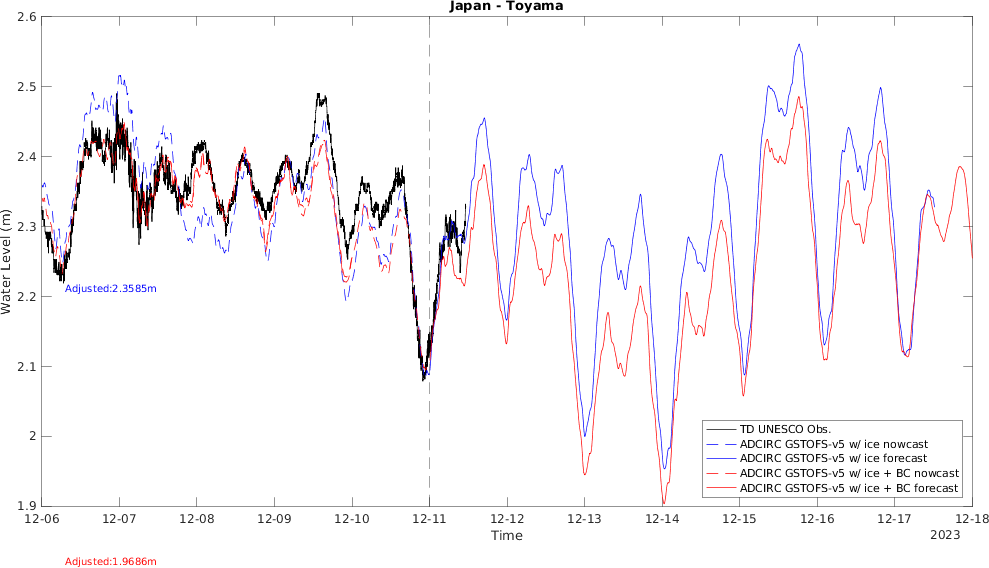 Japan - Toyama
Water Level (m)
2.6
2.5
2.4
2.3
2.2
2.1
2
1.9
Adjusted:2.3585m
TD UNESCO Obs.
ADCIRC GSTOFS-v5 w/ ice nowcast
ADCIRC GSTOFS-v5 w/ ice forecast
ADCIRC GSTOFS-v5 w/ ice + BC nowcast
ADCIRC GSTOFS-v5 w/ ice + BC forecast
12-06 12-07 12-08 12-09 12-10 12-11 12-12 12-13 12-14 12-15 12-16 12-17 12-18
Time
2023
Adjusted:1.9686m